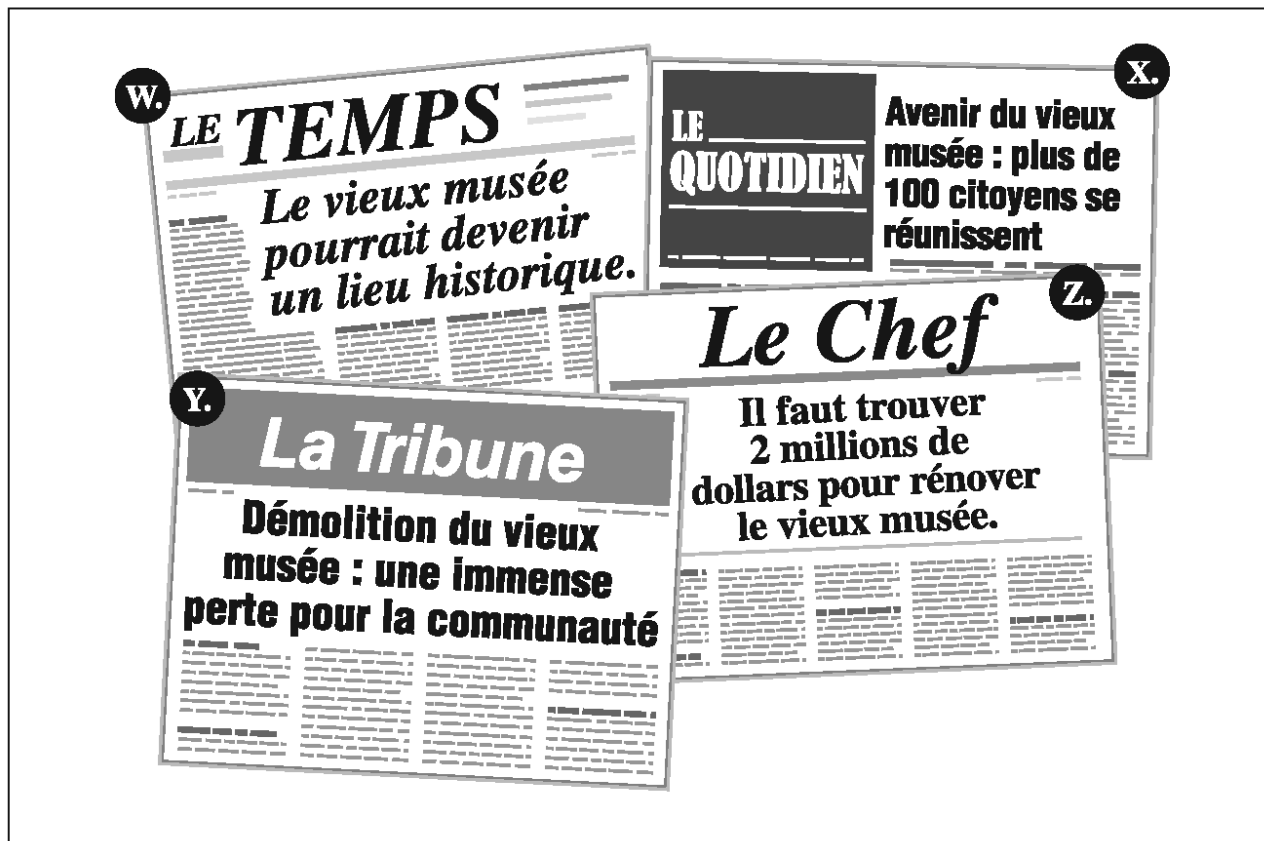 W.
LE TEMPS
Le vieux musée
pourrait devenir
un lieu historique.
X.
LE
QUOTIDIEN
Avenir du vieux
musée : plus de
100 citoyens se
réunissent
Y.
La Tribune
Démolition du vieux
musée : une immense
perte pour la communauté
Z.
Le Chef
Il faut trouver
2 millions de
dollars pour rénover
le vieux musée.